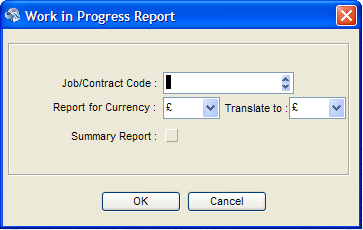 Work in Progress Report
Job/Contract Code :
Report for Currency : £ Translate to : £
Summary Report :
OK Cancel